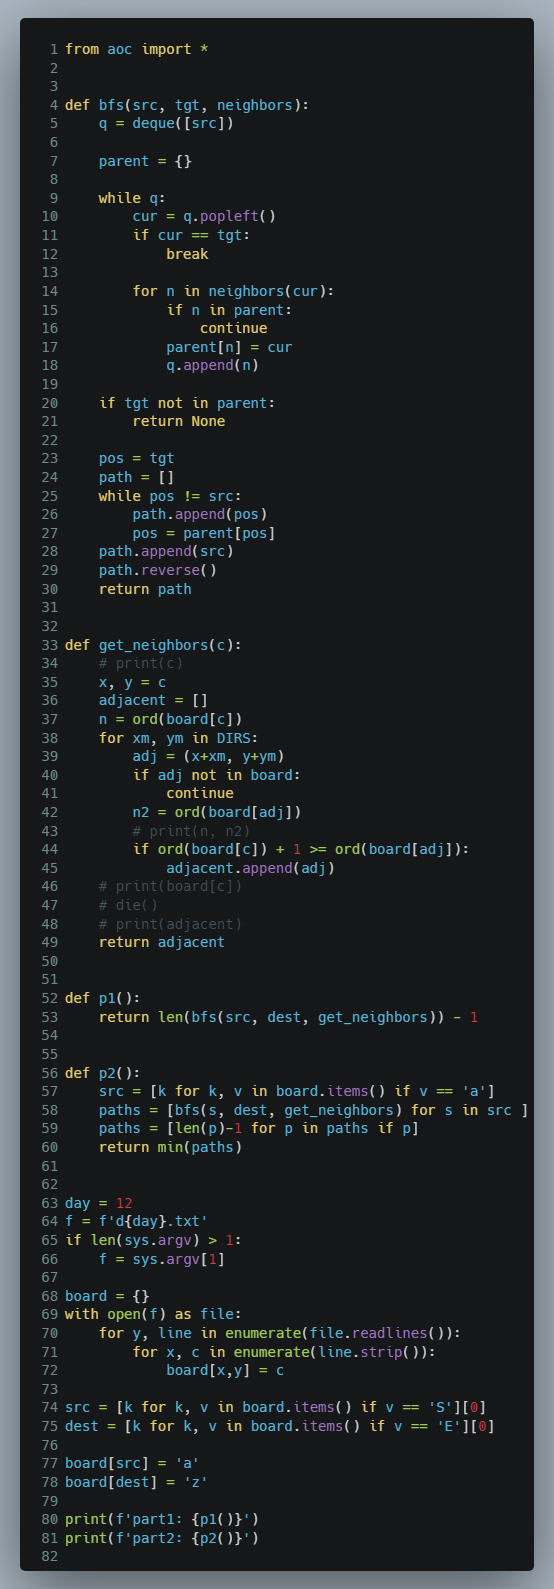 1 from aoc import *
2
3
4 def bfs(src, tgt, neighbors):
5     q = deque([src])
6
7     parent = {}
8
9     while q:
10         cur = q.popleft()
11         if cur == tgt:
12             break
13
14         for n in neighbors(cur):
15             if n in parent:
16                 continue
17             parent[n] = cur
18             q.append(n)
19
20     if tgt not in parent:
21         return None
22
23     pos = tgt
24     path = []
25     while pos != src:
26         path.append(pos)
27         pos = parent[pos]
28     path.append(src)
29     path.reverse()
30     return path
31
32
33 def get_neighbors(c):
34     # print(c)
35     x, y = c
36     adjacent = []
37     n = ord(board[c])
38     for xm, ym in DIRS:
39         adj = (x+xm, y+ym)
40         if adj not in board:
41             continue
42         n2 = ord(board[adj])
43         # print(n, n2)
44         if ord(board[c]) + 1 >= ord(board[adj]):
45             adjacent.append(adj)
46     # print(board[c])
47     # die()
48     # print(adjacent)
49     return adjacent
50
51
52 def p1():
53     return len(bfs(src, dest, get_neighbors)) - 1
54
55
56 def p2():
57     src = [k for k, v in board.items() if v == 'a']
58     paths = [bfs(s, dest, get_neighbors) for s in src ]
59     paths = [len(p)-1 for p in paths if p]
60     return min(paths)
61
62
63 day = 12
64 f = f'd{day}.txt'
65 if len(sys.argv) > 1:
66     f = sys.argv[1]
67
68 board = {}
69 with open(f) as file:
70     for y, line in enumerate(file.readlines()):
71         for x, c in enumerate(line.strip()):
72             board[x,y] = c
73
74 src = [k for k, v in board.items() if v == 'S'][0]
75 dest = [k for k, v in board.items() if v == 'E'][0]
76
77 board[src] = 'a'
78 board[dest] = 'z'
79
80 print(f'part1: {p1()}')
81 print(f'part2: {p2()}')
82